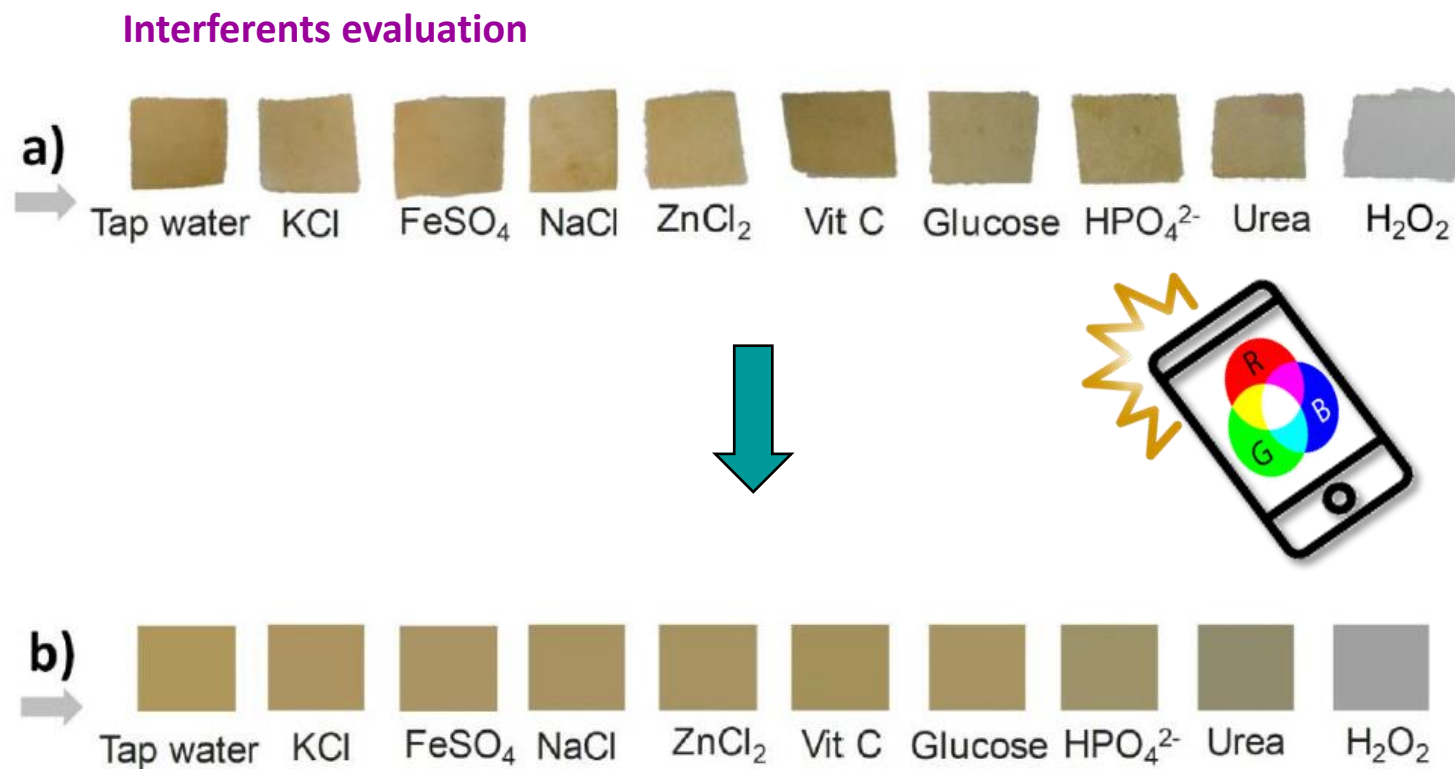 Interferents evaluation
a)
Tap water KCl FeSO₄ NaCl ZnCl₂ Vit C Glucose HPO₄²⁻ Urea H₂O₂
R
B
G
b)
Tap water KCl FeSO₄ NaCl ZnCl₂ Vit C Glucose HPO₄²⁻ Urea H₂O₂